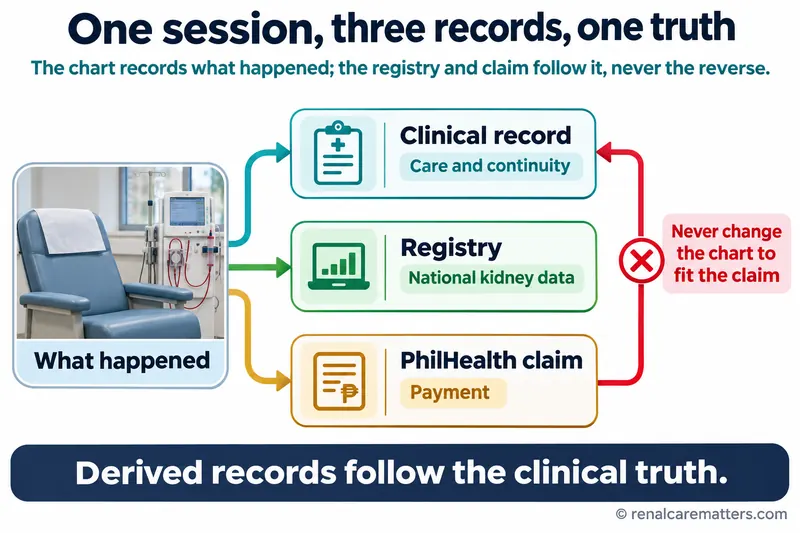 One session, three records, one truth
The chart records what happened; the registry and claim follow it, never the reverse.
What happened
Clinical record
Care and continuity
Registry
National kidney data
PhilHealth claim
Payment
₱
Never change
the chart to
fit the claim
Derived records follow the clinical truth.
© renalcarematters.com